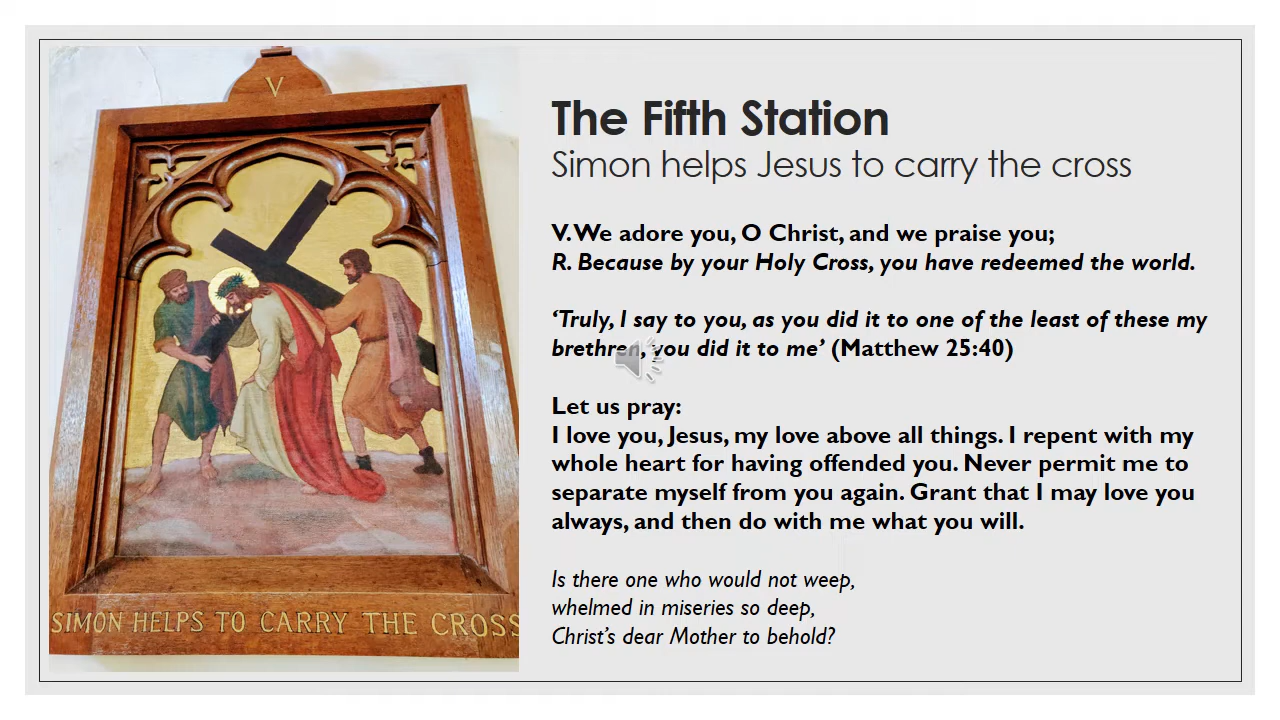 V
SIMON HELPS TO CARRY THE CROSS
The Fifth Station
Simon helps Jesus to carry the cross
V. We adore you, O Christ, and we praise you;
R. Because by your Holy Cross, you have redeemed the world.
‘Truly, I say to you, as you did it to one of the least of these my
brethren, you did it to me’ (Matthew 25:40)
Let us pray:
I love you, Jesus, my love above all things. I repent with my
whole heart for having offended you. Never permit me to
separate myself from you again. Grant that I may love you
always, and then do with me what you will.
Is there one who would not weep,
whelmed in miseries so deep,
Christ’s dear Mother to behold?